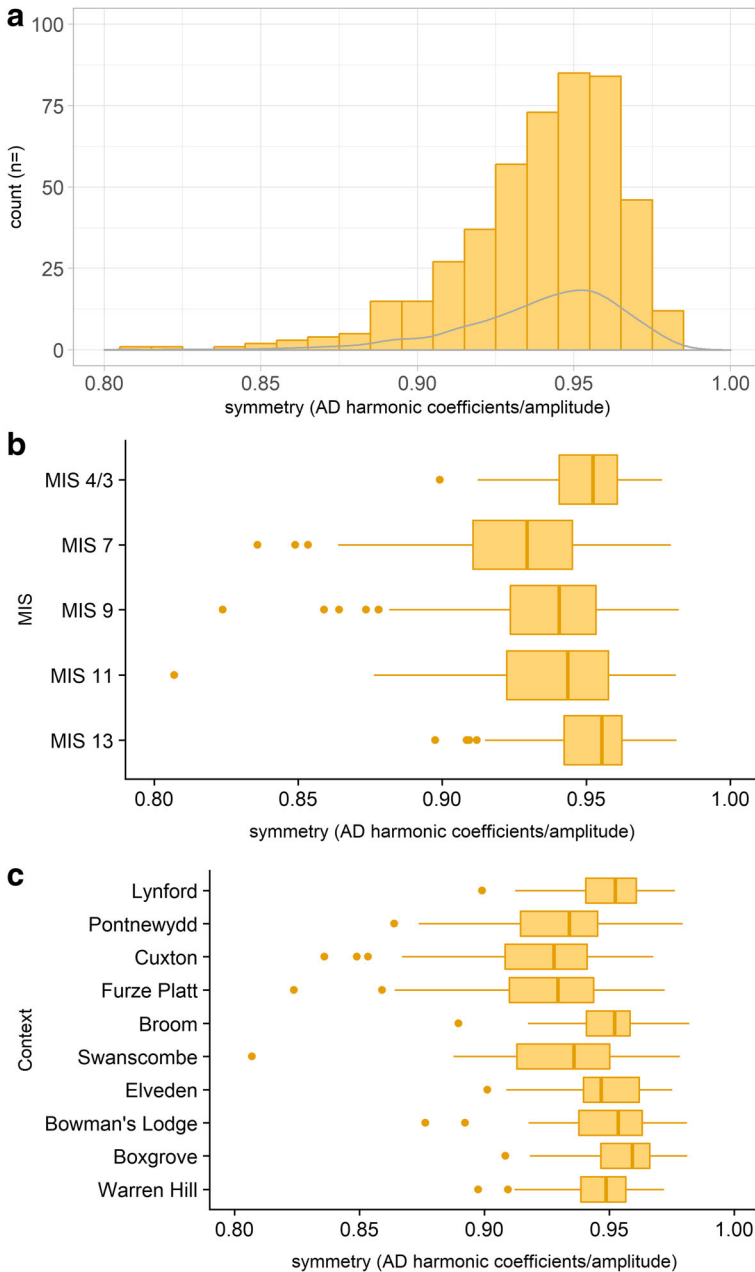 a
100
75
50
25
0
count (n=)
0.80 0.85 0.90 0.95 1.00
symmetry (AD harmonic coefficients/amplitude)
b
MIS 4/3
MIS 7
MIS 9
MIS 11
MIS 13
MIS
0.80 0.85 0.90 0.95 1.00
symmetry (AD harmonic coefficients/amplitude)
c
Lynford
Pontnewydd
Cuxton
Furze Platt
Broom
Swanscombe
Elveden
Bowman's Lodge
Boxgrove
Warren Hill
Context
0.80 0.85 0.90 0.95 1.00
symmetry (AD harmonic coefficients/amplitude)